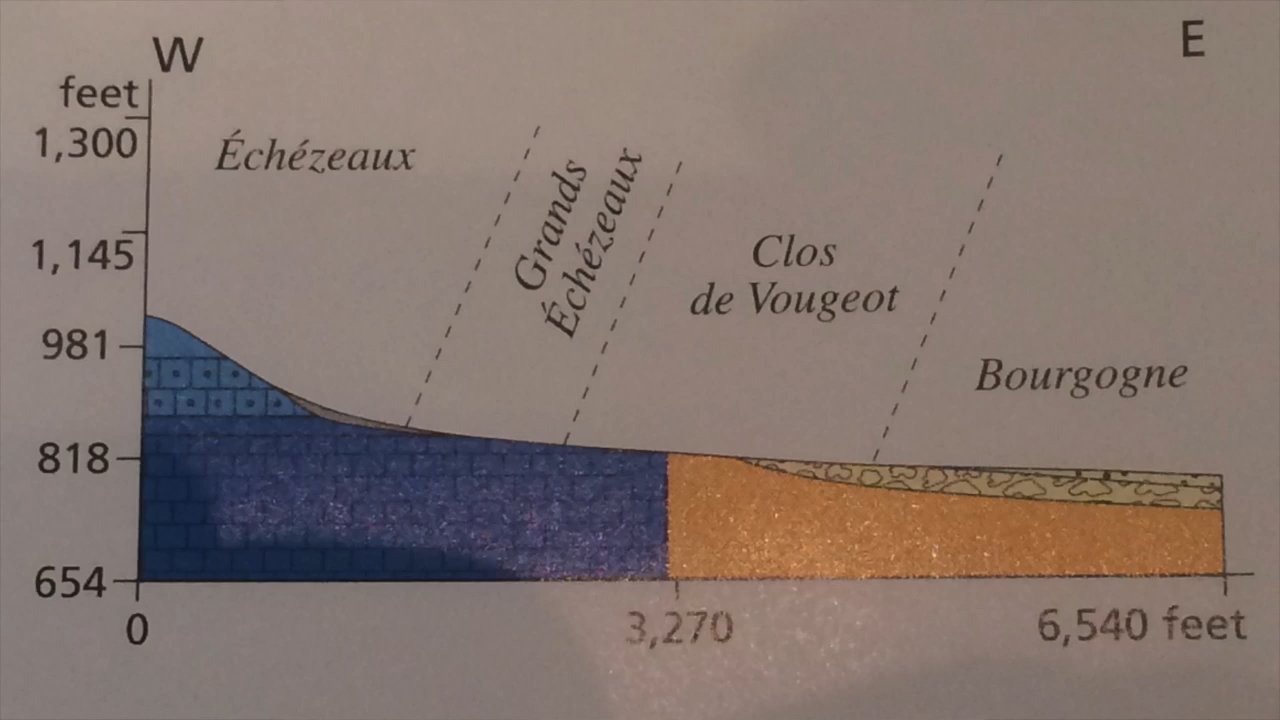 W
E
feet
1,300
1,145
981
818
654
Échézeaux
Grands
Échézeaux
Clos
de Vougeot
Bourgogne
0
3,270
6,540 feet